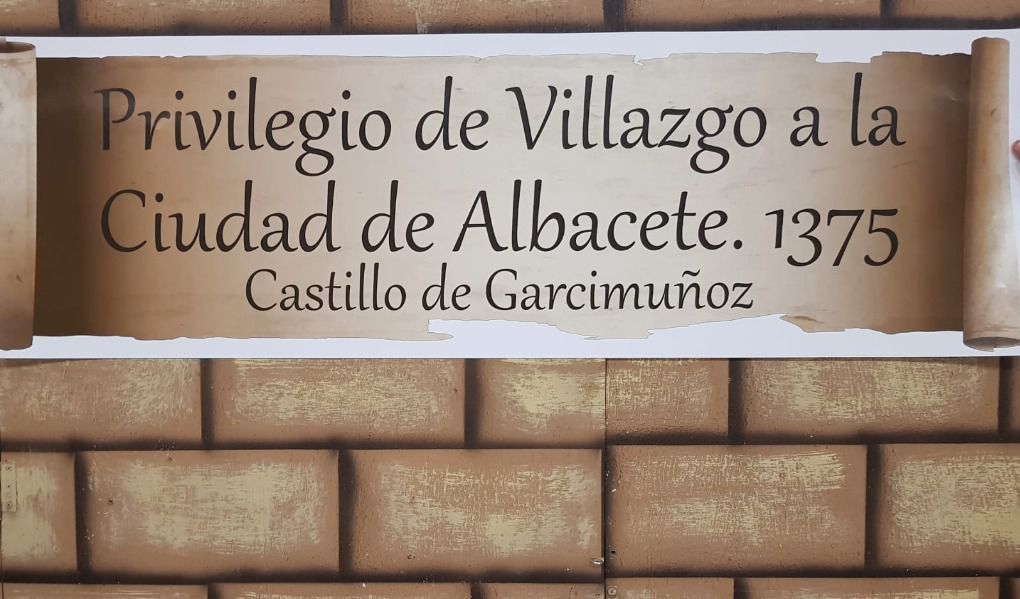 Privilegio de Villazgo a la
Ciudad de Albacete. 1375
Castillo de Garcimuñoz